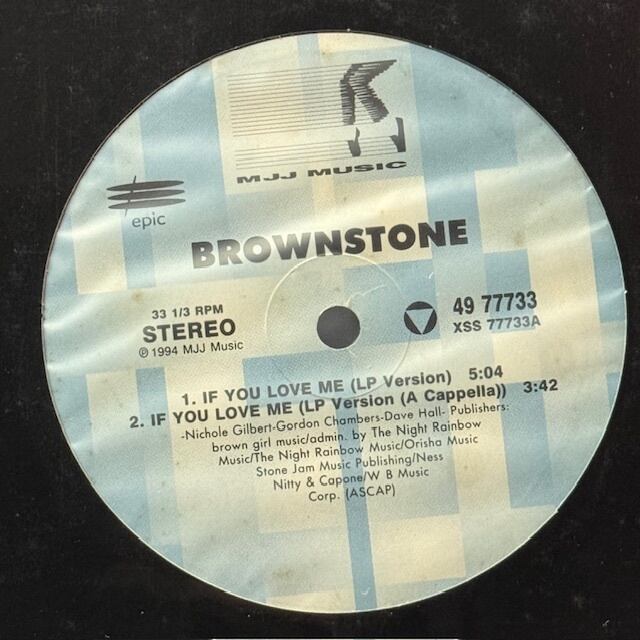 MJJ MUSIC
epic
BROWNSTONE
33 1/3 RPM
STEREO
℗ 1994 MJJ Music
49 77733
XSS 77733A
1. IF YOU LOVE ME (LP Version) 5:04
2. IF YOU LOVE ME (LP Version (A Cappella)) 3:42
-Nichole Gilbert-Gordon Chambers-Dave Hall- Publishers:
brown girl music/admin. by The Night Rainbow
Music/The Night Rainbow Music/Orisha Music
Stone Jam Music Publishing/Ness
Nitty & Capone/W B Music
Corp. (ASCAP)